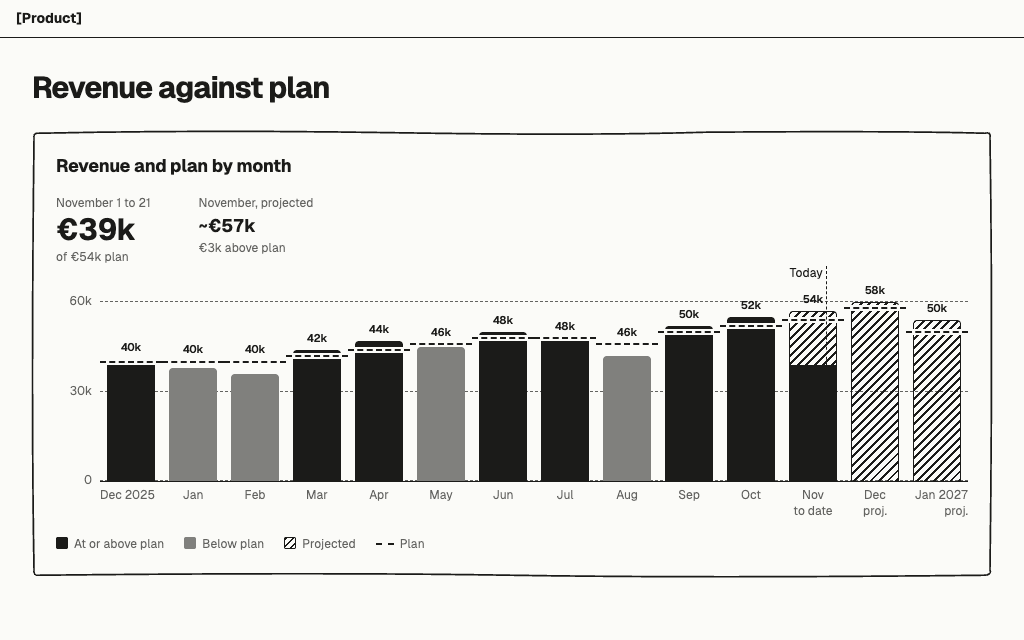 [Product]
Revenue against plan
Revenue and plan by month
November 1 to 21
€39k
of €54k plan
November, projected
~€57k
€3k above plan
Today
60k
30k
0
40k
40k
40k
42k
44k
46k
48k
48k
46k
50k
52k
54k
58k
50k
Dec 2025
Jan
Feb
Mar
Apr
May
Jun
Jul
Aug
Sep
Oct
Nov
to date
Dec
proj.
Jan 2027
proj.
At or above plan
Below plan
Projected
Plan